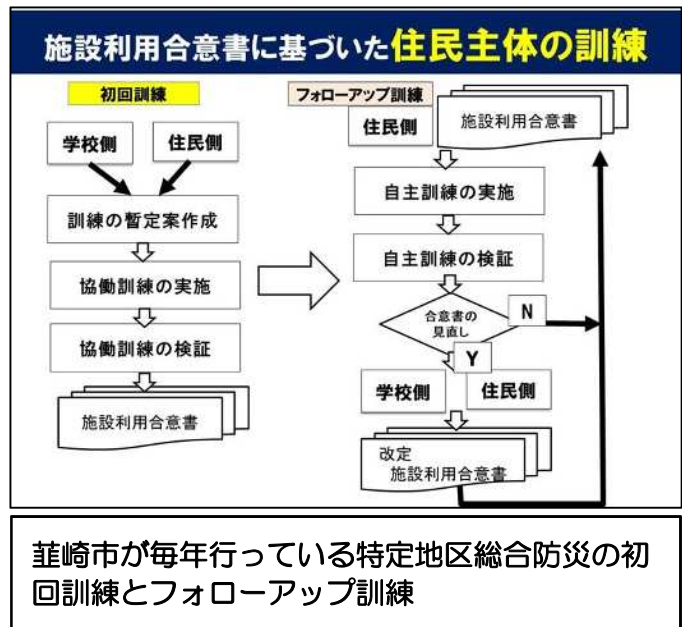 施設利用合意書に基づいた住民主体の訓練
初回訓練
学校側
住民側
訓練の暫定案作成
協働訓練の実施
協働訓練の検証
施設利用合意書
フォローアップ訓練
住民側
施設利用合意書
自主訓練の実施
自主訓練の検証
合意書の
見直し
N
Y
学校側
住民側
改定
施設利用合意書
韮崎市が毎年行っている特定地区総合防災の初
回訓練とフォローアップ訓練